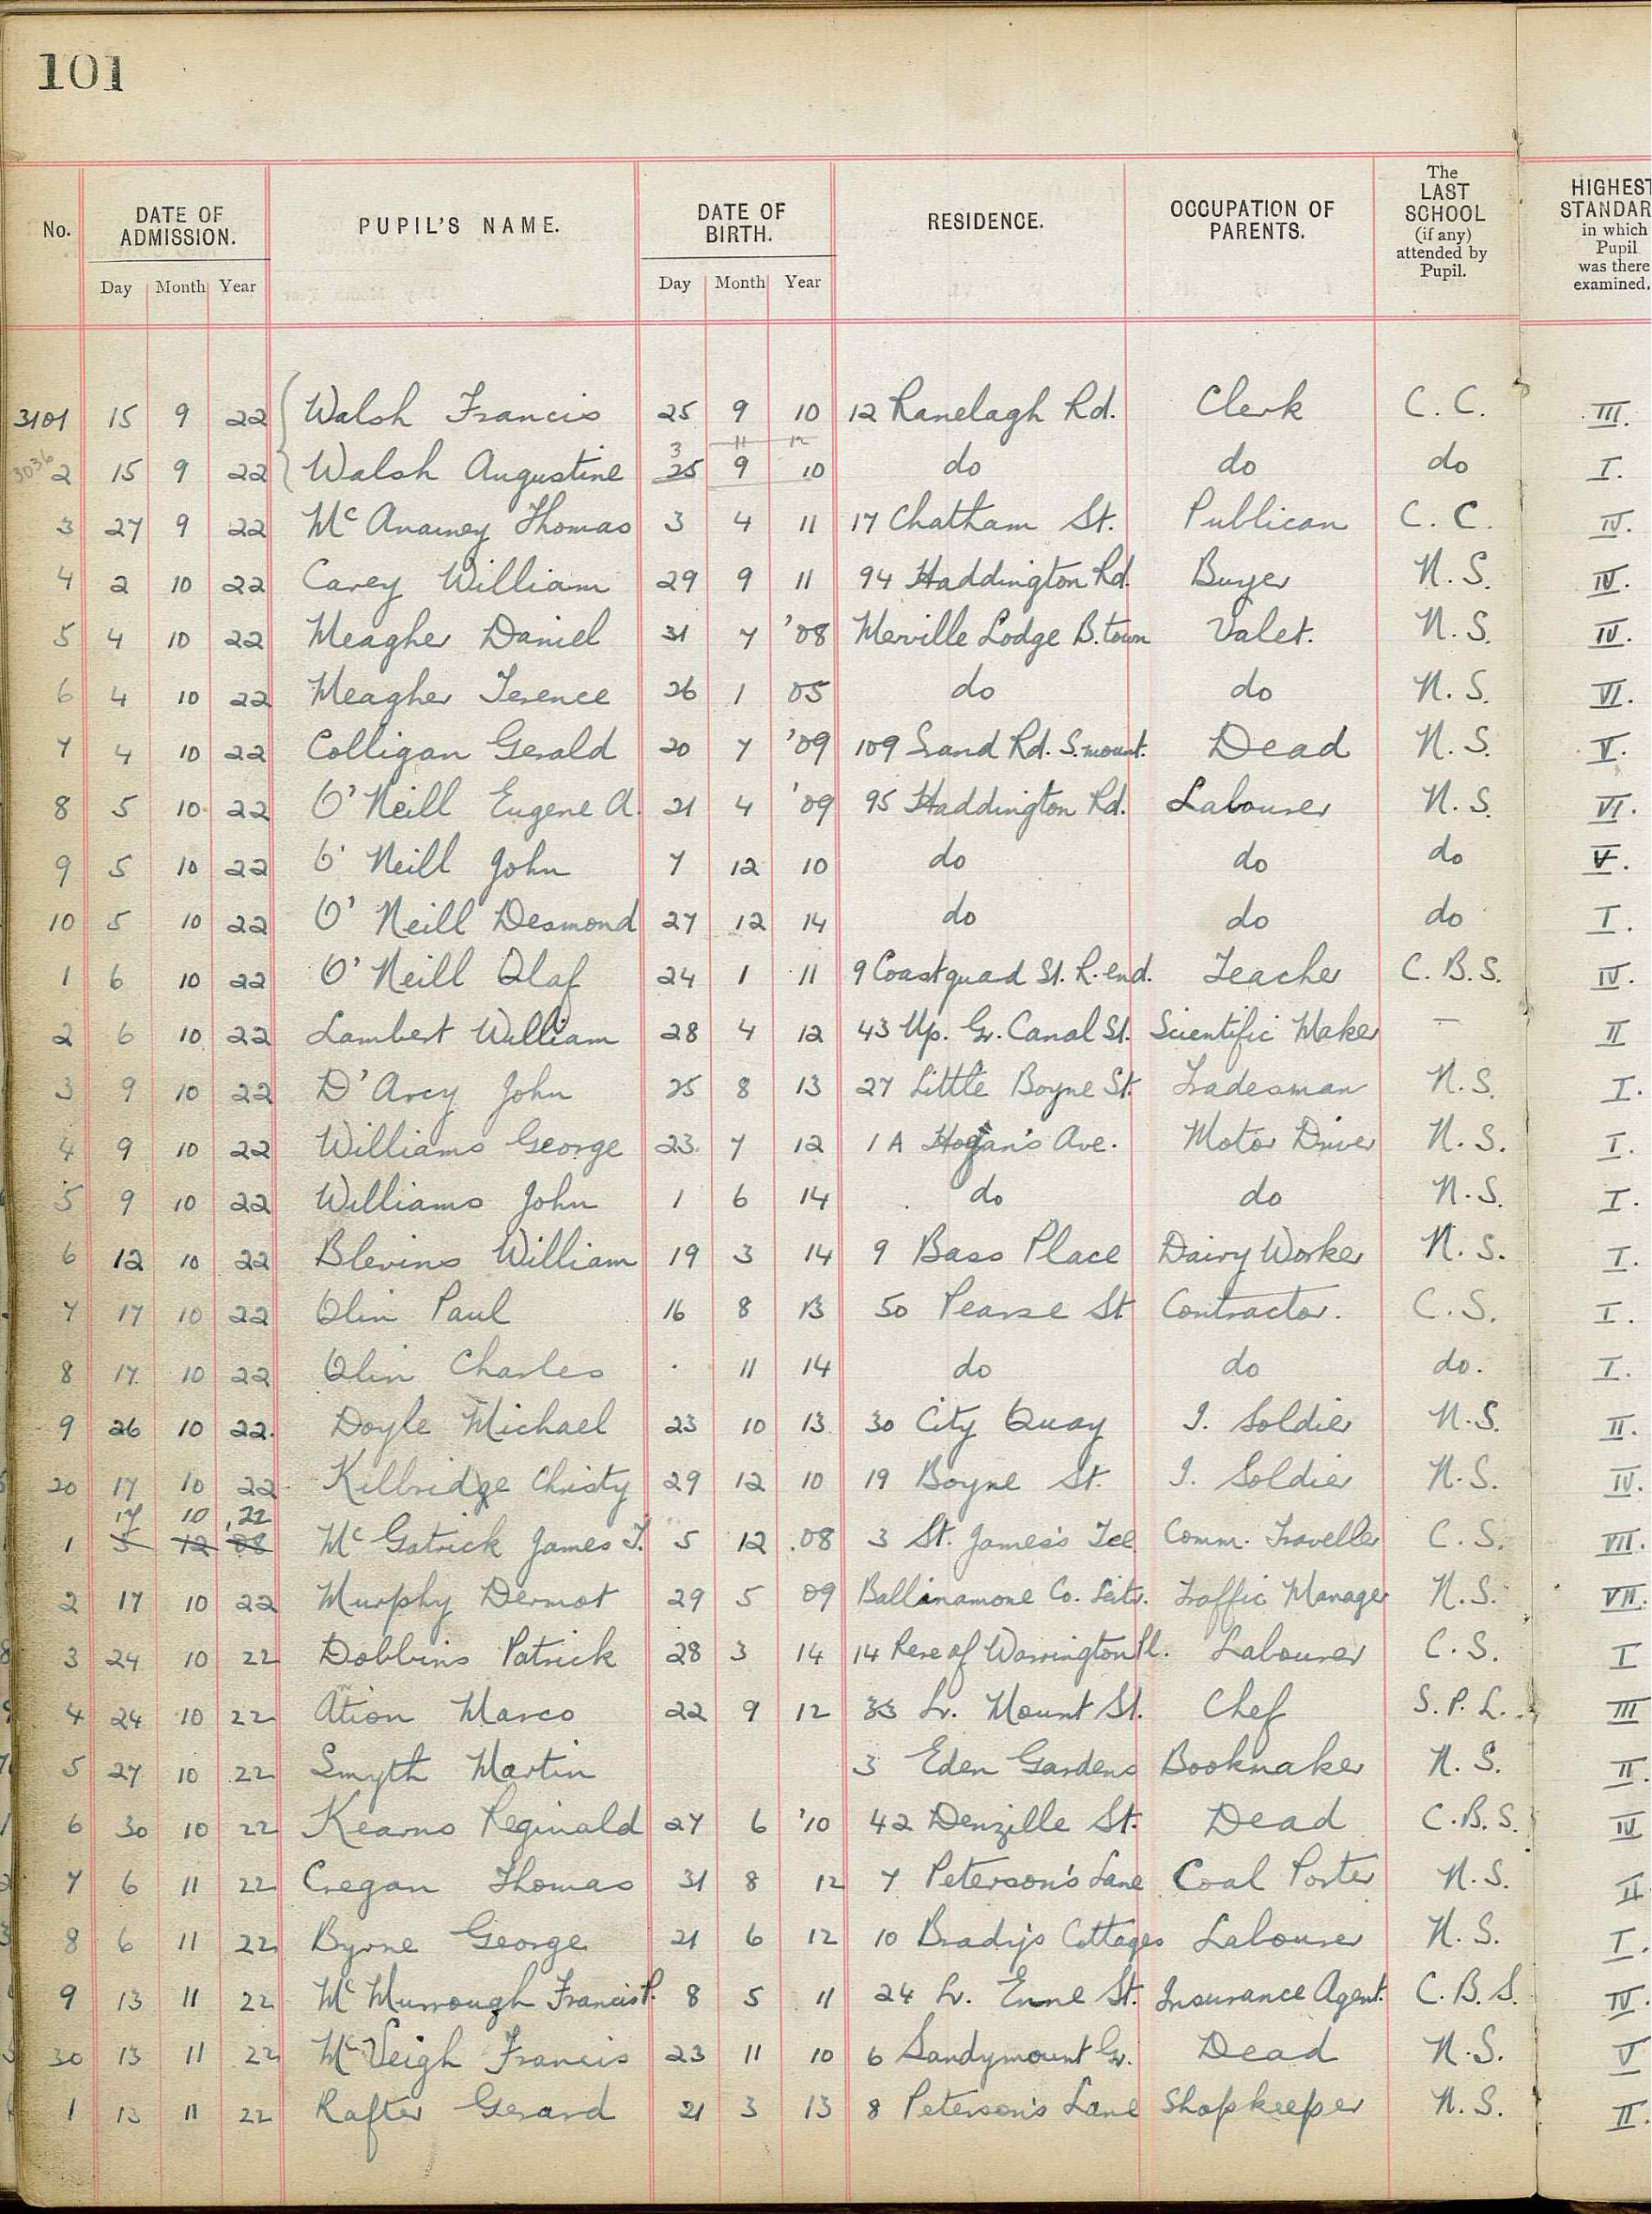 101
No. DATE OF ADMISSION. PUPIL'S NAME. DATE OF BIRTH. RESIDENCE. OCCUPATION OF PARENTS. The LAST SCHOOL (if any) attended by Pupil. HIGHEST STANDAR in which Pupil was there examined.
Day Month Year Day Month Year
3101 15 9 22 Walsh Francis 25 9 10 12 Ranelagh Rd. Clerk C. C. III.
3 11 12
3036 2 15 9 22 Walsh Augustine 25 9 10 do do do I.
3 27 9 22 Mc Anamey Thomas 3 4 11 17 Chatham St. Publican C. C. IV.
4 2 10 22 Carey William 29 9 11 94 Haddington Rd. Buyer N. S. IV.
5 4 10 22 Meagher Daniel 31 7 '08 Merville Lodge B. town Valet. N. S. IV.
6 4 10 22 Meagher Terence 26 1 05 do do N. S. VI.
7 4 10 22 Colligan Gerald 20 7 '09 109 Srand Rd. S. mount. Dead N. S. V.
8 5 10 22 O'Neill Eugene A. 21 4 '09 95 Haddington Rd. Labourer N. S. VI.
9 5 10 22 O'Neill John 7 12 10 do do do V.
10 5 10 22 O'Neill Desmond 27 12 14 do do do I.
1 6 10 22 O'Neill Olaf 24 1 11 9 Coastguad St. R. end. Teacher C. B. S. IV.
2 6 10 22 Lambert William 28 4 12 43 Up. Gr. Canal St. Scientific Maker — II
3 9 10 22 D'Arcy John 25 8 13 27 Little Boyne St. Tradesman N. S. I.
4 9 10 22 Williams George 23 7 12 1 A Hogan's Ave. Motor Driver N. S. I.
5 9 10 22 Williams John 1 6 14 do do N. S. I.
6 12 10 22 Blevins William 19 3 14 9 Bass Place Dairy Worker N. S. I.
7 17 10 22 Olin Paul 16 8 13 50 Pearse St Contractor. C. S. I.
8 17 10 22 Olin Charles 11 14 do do do. I.
9 26 10 22. Doyle Michael 23 10 13 30 City Quay I. Soldier N. S. II.
20 17 10 22 Kilbridge Christy 29 12 10 19 Boyne St. I. Soldier N. S. IV.
17 10 22
1 5 12 08 Mc Gatrick James J. 5 12 08 3 St. James's Tce Comm. Traveller C. S. VII.
2 17 10 22 Murphy Dermot 29 5 09 Ballinamone Co. Leitr. Traffic Manager N. S. VII.
3 24 10 22 Dobbins Patrick 28 3 14 14 Rere of Warrington Pl. Labourer C. S. I
4 24 10 22 Ation Marco 22 9 12 33 Lr. Mount St. Chef S. P. L. III
5 27 10 22 Smyth Martin 3 Eden Gardens Bookmaker N. S. II.
6 30 10 22 Kearns Reginald 27 6 '10 42 Denzille St. Dead C. B. S. IV
7 6 11 22 Cregan Thomas 31 8 12 7 Peterson's Lane Coal Porter N. S. II
8 6 11 22 Byrne George 21 6 12 10 Brady's Cottages Labourer N. S. I.
9 13 11 22 Mc Murrough Francis P. 8 5 11 24 Lr. Erne St. Insurance Agent. C. B. S. IV.
30 13 11 22 McVeigh Francis 23 11 10 6 Sandymount Gr. Dead N. S. V
1 13 11 22 Rafter Gerard 21 3 13 8 Peterson's Lane Shopkeeper N. S. II.